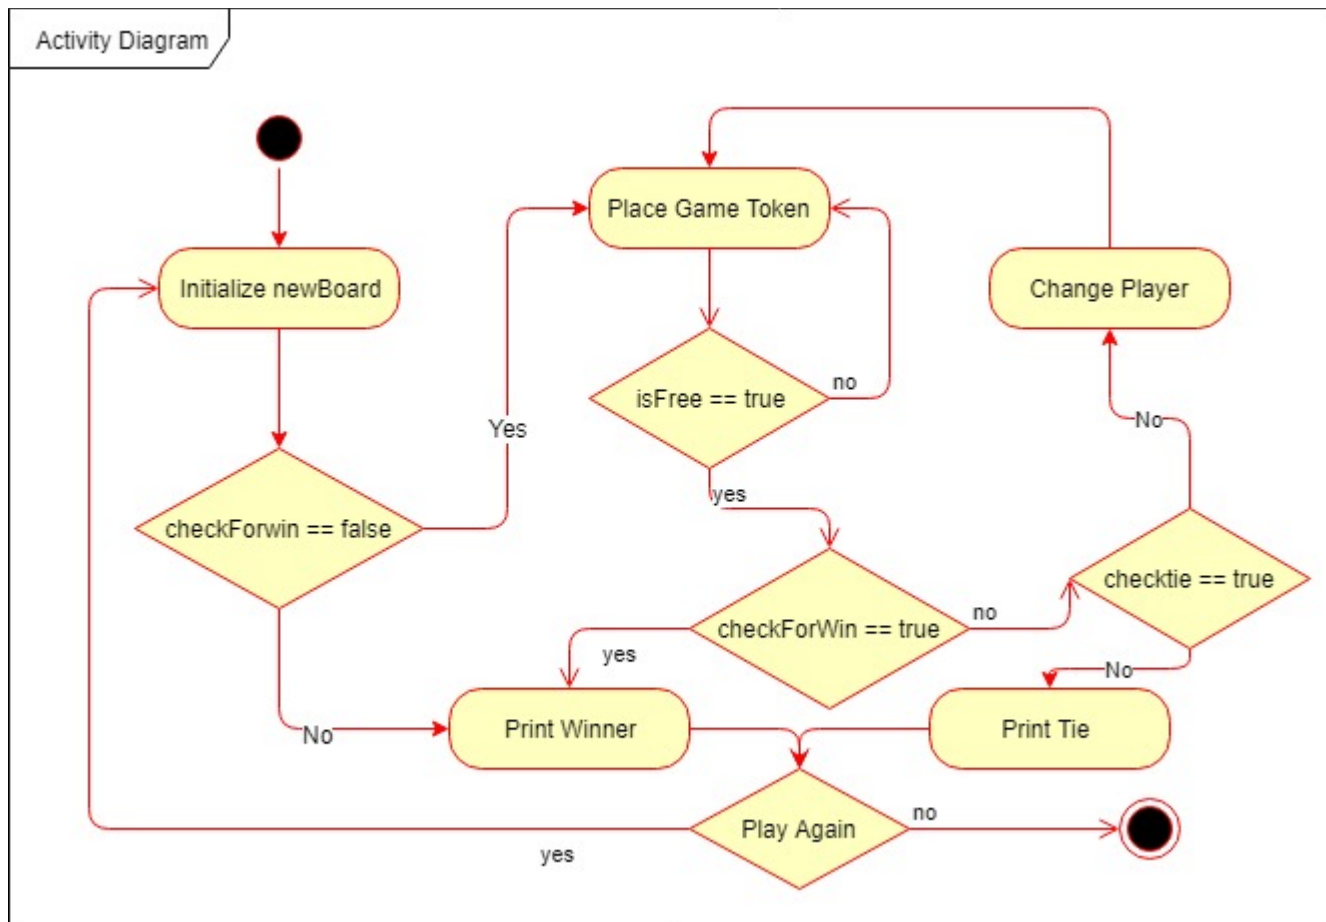 Activity Diagram
Place Game Token
Initialize newBoard
Change Player
isFree == true
no
No
Yes
yes
checkForwin == false
checktie == true
checkForWin == true
no
yes
No
No
Print Winner
Print Tie
Play Again
no
yes